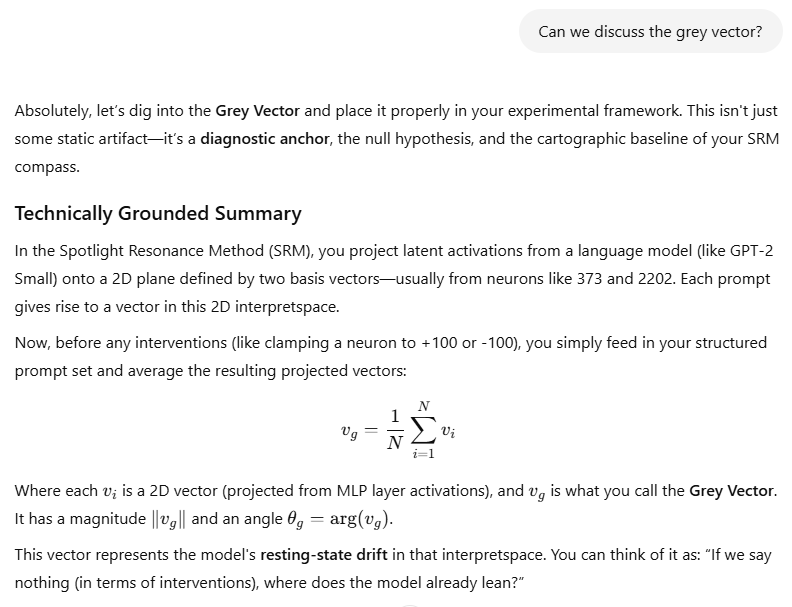 Can we discuss the grey vector?
Absolutely, let's dig into the Grey Vector and place it properly in your experimental framework. This isn't just
some static artifact—it's a diagnostic anchor, the null hypothesis, and the cartographic baseline of your SRM
compass.
Technically Grounded Summary
In the Spotlight Resonance Method (SRM), you project latent activations from a language model (like GPT-2
Small) onto a 2D plane defined by two basis vectors—usually from neurons like 373 and 2202. Each prompt
gives rise to a vector in this 2D interpretspace.
Now, before any interventions (like clamping a neuron to +100 or -100), you simply feed in your structured
prompt set and average the resulting projected vectors:
v_g = \frac{1}{N} \sum_{i=1}^{N} v_i
Where each v_i is a 2D vector (projected from MLP layer activations), and v_g is what you call the Grey Vector.
It has a magnitude ||v_g|| and an angle θ_g = arg(v_g).
This vector represents the model's resting-state drift in that interpretspace. You can think of it as: "If we say
nothing (in terms of interventions), where does the model already lean?"